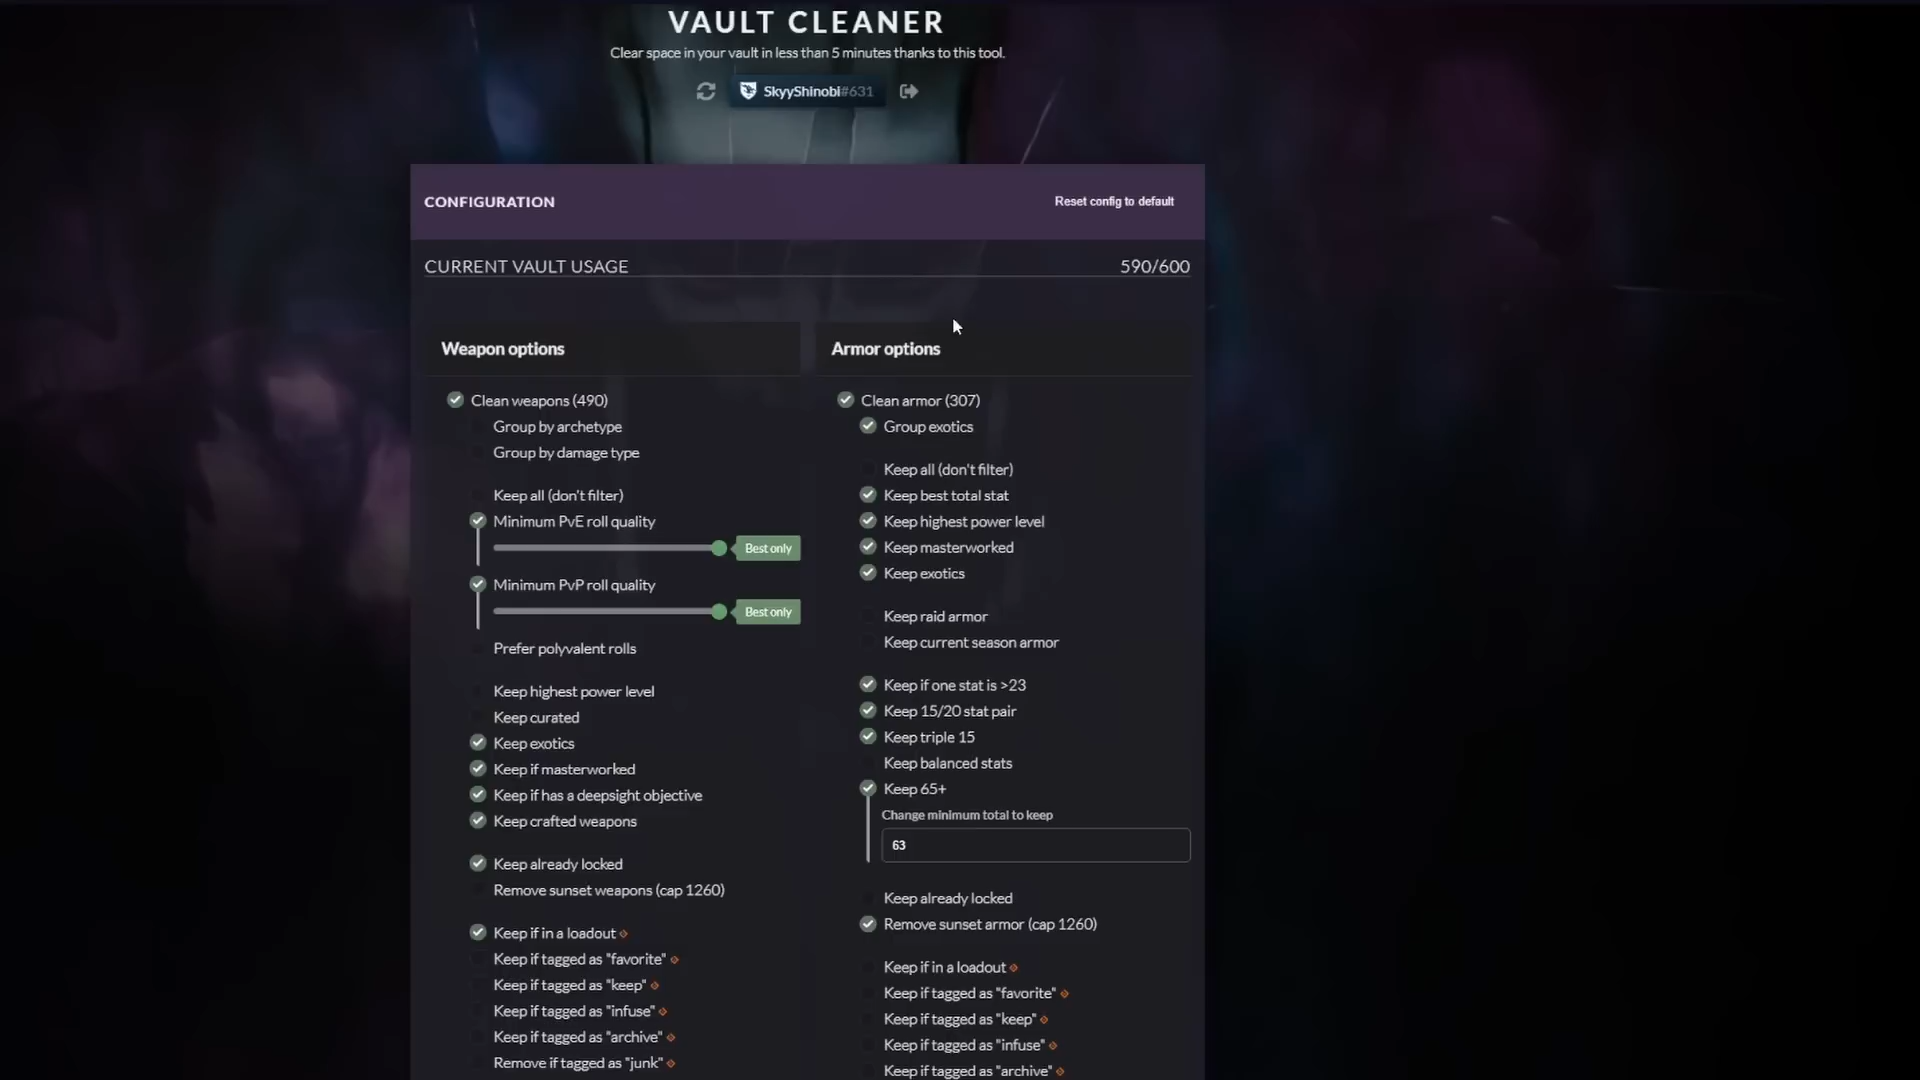 VAULT CLEANER
Clear space in your vault in less than 5 minutes thanks to this tool.
SkyyShinobi#631
CONFIGURATION
Reset config to default
CURRENT VAULT USAGE
590/600
Weapon options
Clean weapons (490)
Group by archetype
Group by damage type
Keep all (don't filter)
Minimum PvE roll quality
Best only
Minimum PvP roll quality
Best only
Prefer polyvalent rolls
Keep highest power level
Keep curated
Keep exotics
Keep if masterworked
Keep if has a deepsight objective
Keep crafted weapons
Keep already locked
Remove sunset weapons (cap 1260)
Keep if in a loadout
Keep if tagged as "favorite"
Keep if tagged as "keep"
Keep if tagged as "infuse"
Keep if tagged as "archive"
Remove if tagged as "junk"
Armor options
Clean armor (307)
Group exotics
Keep all (don't filter)
Keep best total stat
Keep highest power level
Keep masterworked
Keep exotics
Keep raid armor
Keep current season armor
Keep if one stat is >23
Keep 15/20 stat pair
Keep triple 15
Keep balanced stats
Keep 65+
Change minimum total to keep
63
Keep already locked
Remove sunset armor (cap 1260)
Keep if in a loadout
Keep if tagged as "favorite"
Keep if tagged as "keep"
Keep if tagged as "infuse"
Keep if tagged as "archive"